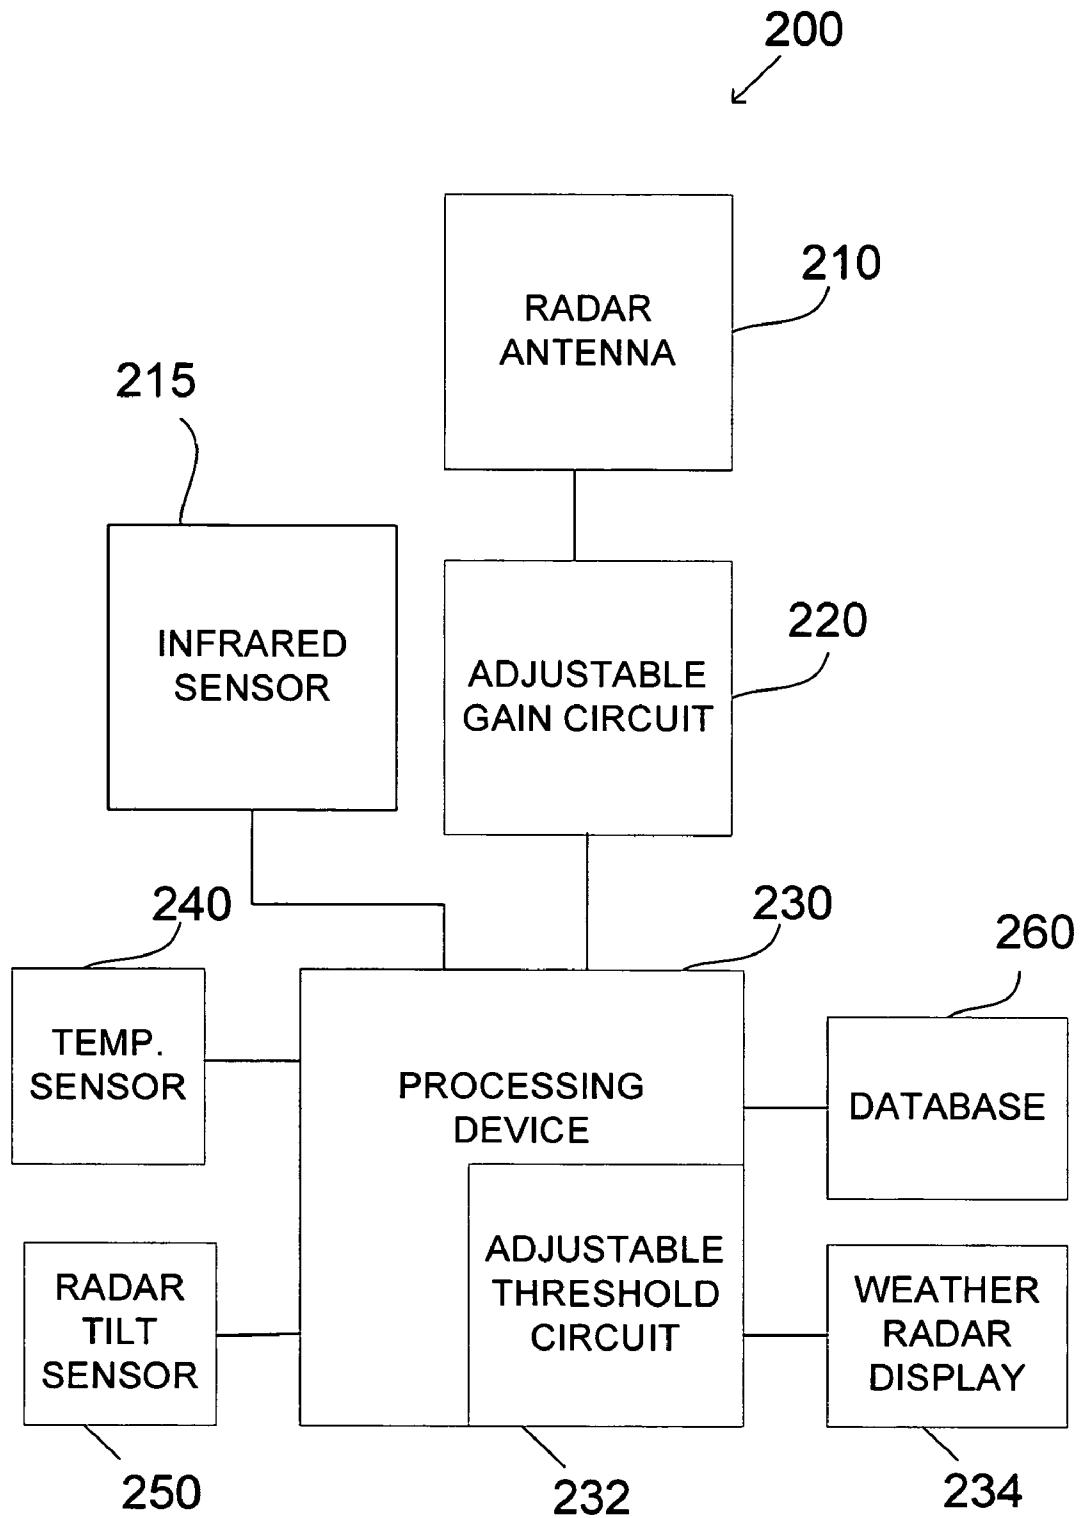 200
RADAR
ANTENNA
210
215
INFRARED
SENSOR
ADJUSTABLE
GAIN CIRCUIT
220
240
TEMP.
SENSOR
230
PROCESSING
DEVICE
260
DATABASE
RADAR
TILT
SENSOR
250
ADJUSTABLE
THRESHOLD
CIRCUIT
232
WEATHER
RADAR
DISPLAY
234